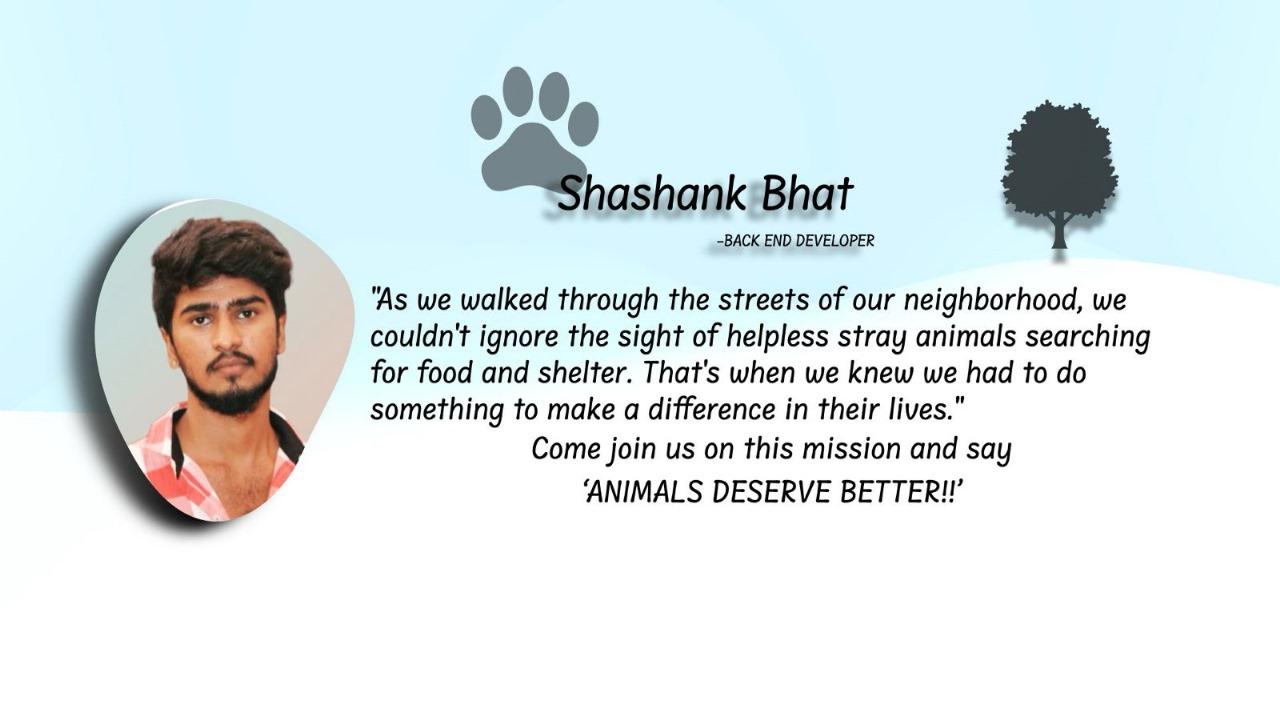 Shashank Bhat
-BACK END DEVELOPER
"As we walked through the streets of our neighborhood, we
couldn't ignore the sight of helpless stray animals searching
for food and shelter. That's when we knew we had to do
something to make a difference in their lives."
Come join us on this mission and say
‘ANIMALS DESERVE BETTER!!’